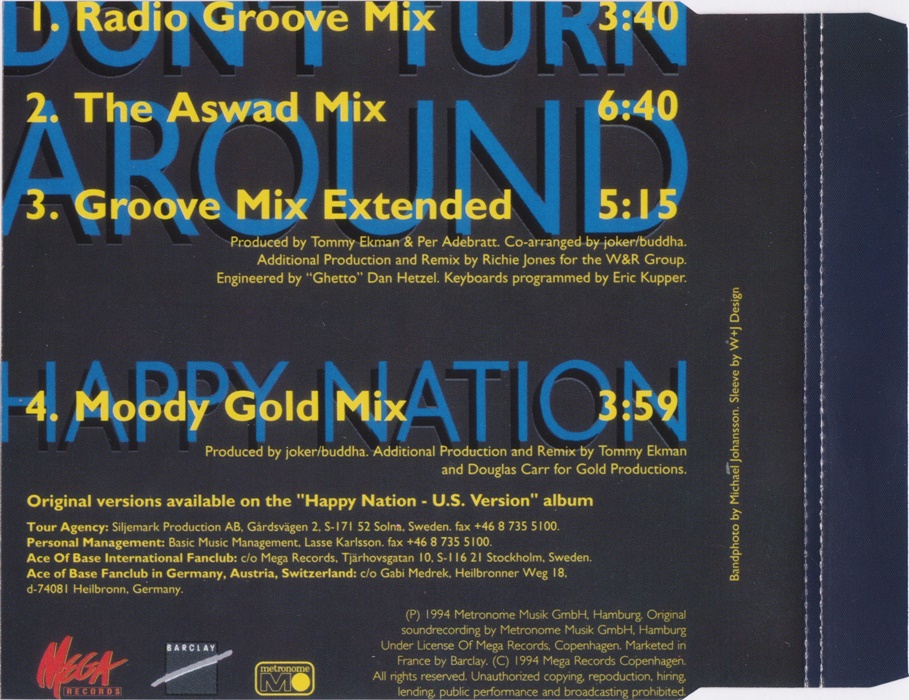 DON'T TURN
1. Radio Groove Mix 3:40
2. The Aswad Mix 6:40
AROUND
3. Groove Mix Extended 5:15
Produced by Tommy Ekman & Per Adebratt. Co-arranged by joker/buddha.
Additional Production and Remix by Richie Jones for the W&R Group.
Engineered by "Ghetto" Dan Hetzel. Keyboards programmed by Eric Kupper.
HAPPY NATION
4. Moody Gold Mix 3:59
Produced by joker/buddha. Additional Production and Remix by Tommy Ekman
and Douglas Carr for Gold Productions.
Original versions available on the "Happy Nation - U.S. Version" album
Tour Agency: Siljemark Production AB, Gårdsvägen 2, S-171 52 Solna, Sweden. fax +46 8 735 5100.
Personal Management: Basic Music Management, Lasse Karlsson. fax +46 8 735 5100.
Ace Of Base International Fanclub: c/o Mega Records, Tjärhovsgatan 10, S-116 21 Stockholm, Sweden.
Ace of Base Fanclub in Germany, Austria, Switzerland: c/o Gabi Medrek, Heilbronner Weg 18,
d-74081 Heilbronn, Germany.
(P) 1994 Metronome Musik GmbH, Hamburg. Original
soundrecording by Metronome Musik GmbH, Hamburg
Under License Of Mega Records, Copenhagen. Marketed in
France by Barclay. (C) 1994 Mega Records Copenhagen.
All rights reserved. Unauthorized copying, repoduction, hiring,
lending, public performance and broadcasting prohibited.
MEGA
RECORDS
BARCLAY
metronome
MO
Bandphoto by Michael Johansson. Sleeve by W+J Design